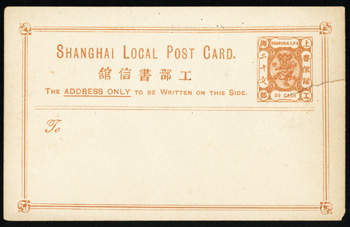 SHANGHAI LOCAL POST CARD.
館信書部工
THE ADDRESS ONLY TO BE WRITTEN ON THIS SIDE.
To
SHANGHAI L.P.O.
20 CASH